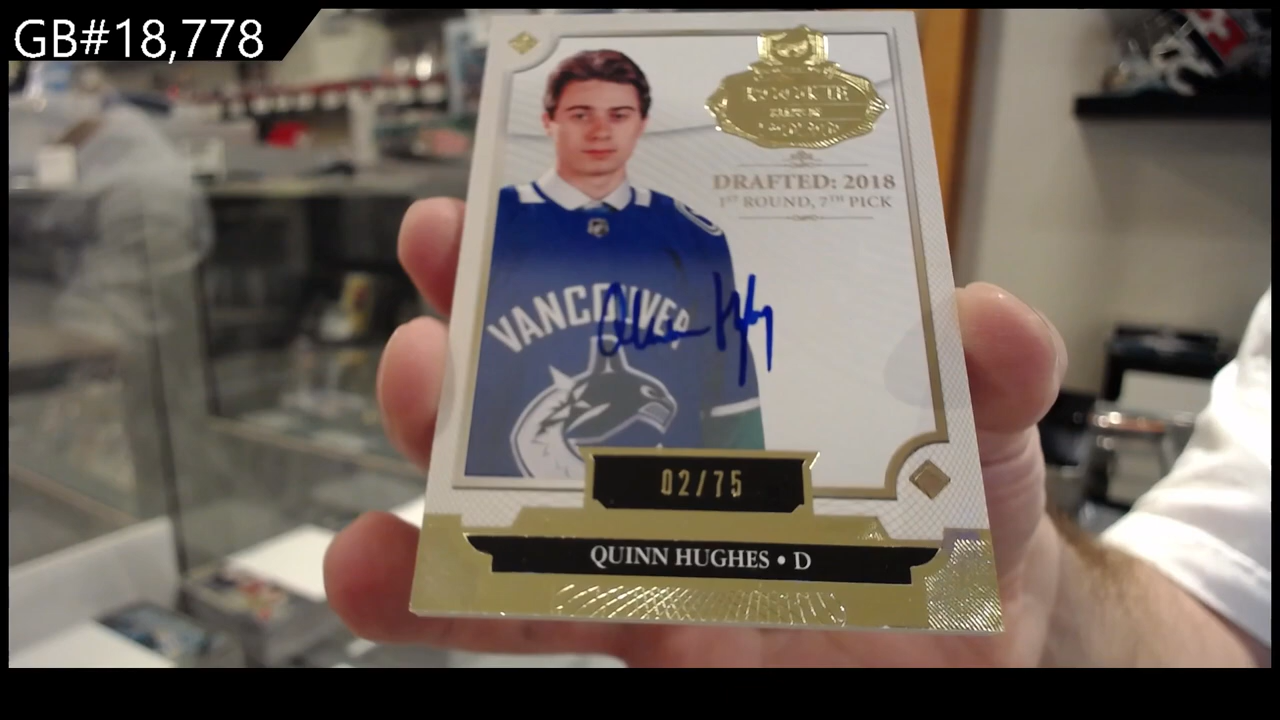 GB#18,778
DRAFTED: 2018
1ST ROUND, 7TH PICK
VANCOUVER
02/75
QUINN HUGHES • D